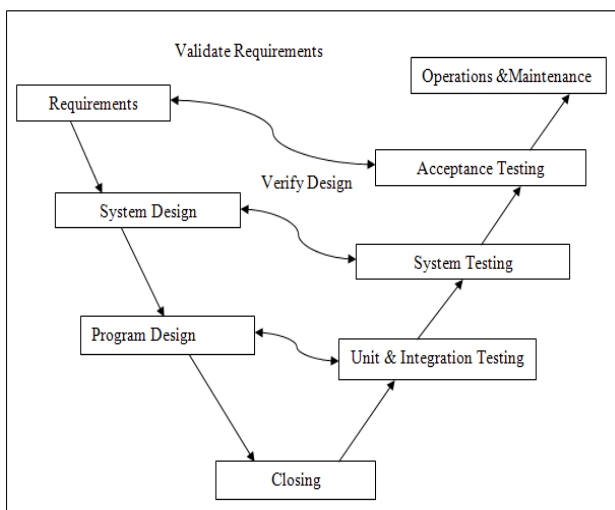 Validate Requirements
Operations &Maintenance
Requirements
Acceptance Testing
Verify Design
System Design
System Testing
Program Design
Unit & Integration Testing
Closing